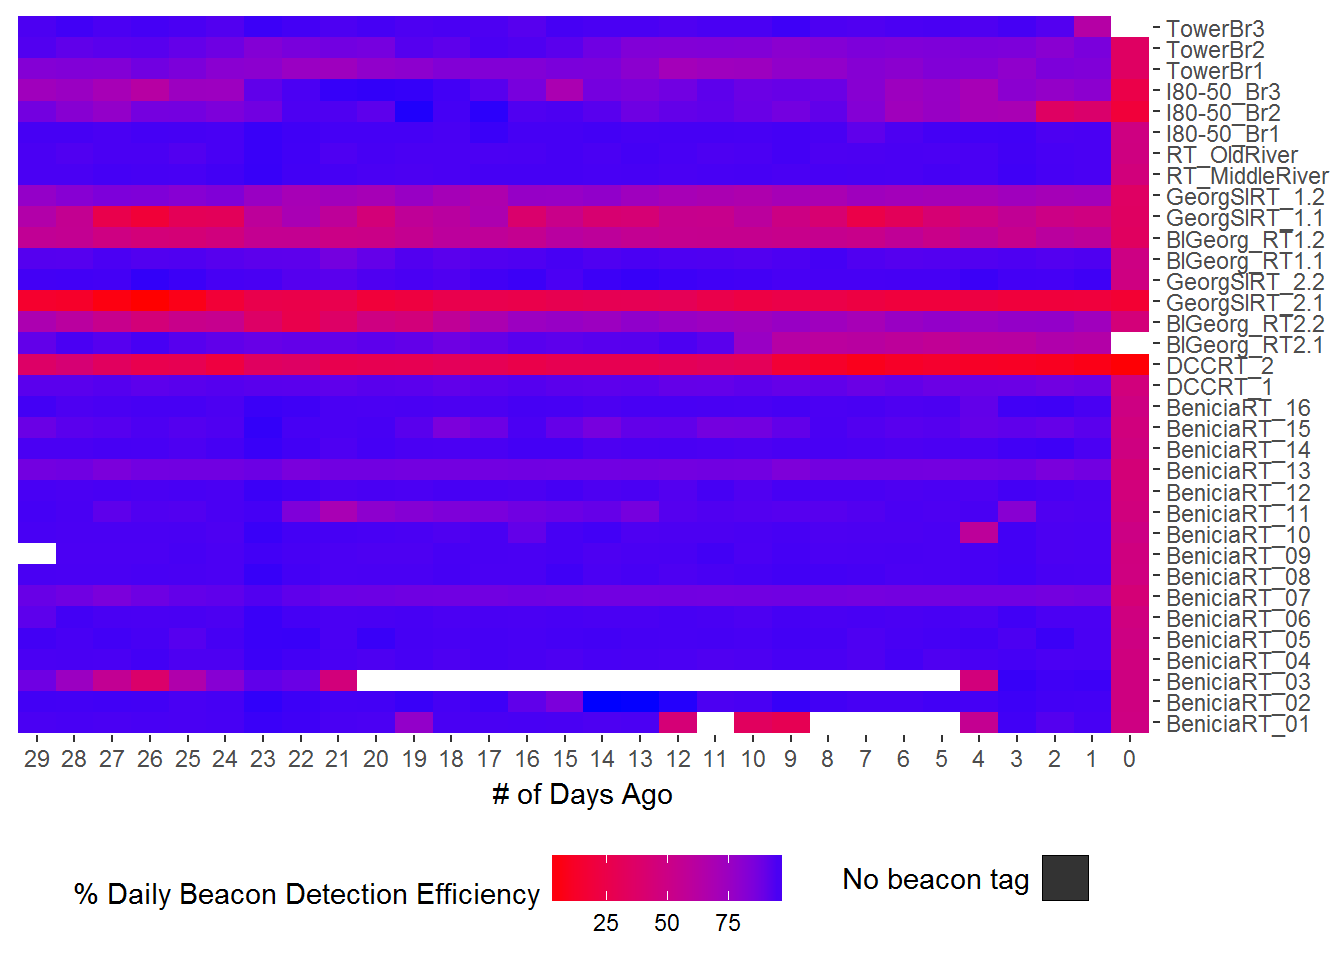 TowerBr3
TowerBr2
TowerBr1
I80-50_Br3
I80-50_Br2
I80-50_Br1
RT_OldRiver
RT_MiddleRiver
GeorgSlRT_1.2
GeorgSlRT_1.1
BlGeorg_RT1.2
BlGeorg_RT1.1
GeorgSlRT_2.2
GeorgSlRT_2.1
BlGeorg_RT2.2
BlGeorg_RT2.1
DCCRT_2
DCCRT_1
BeniciaRT_16
BeniciaRT_15
BeniciaRT_14
BeniciaRT_13
BeniciaRT_12
BeniciaRT_11
BeniciaRT_10
BeniciaRT_09
BeniciaRT_08
BeniciaRT_07
BeniciaRT_06
BeniciaRT_05
BeniciaRT_04
BeniciaRT_03
BeniciaRT_02
BeniciaRT_01
29 28 27 26 25 24 23 22 21 20 19 18 17 16 15 14 13 12 11 10 9 8 7 6 5 4 3 2 1 0
# of Days Ago
% Daily Beacon Detection Efficiency
25 50 75
No beacon tag